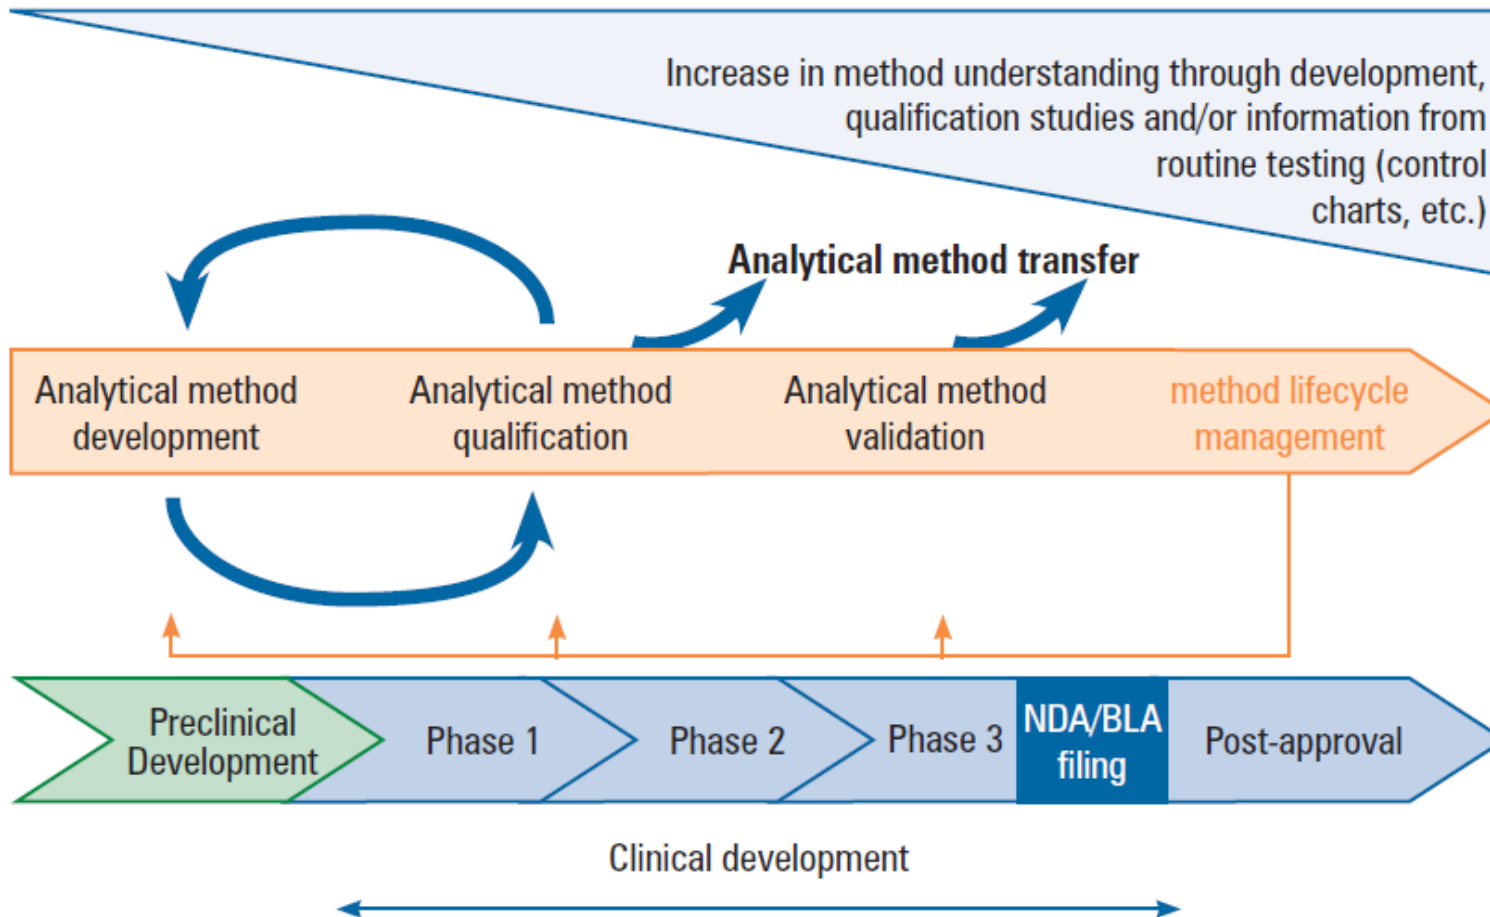 Increase in method understanding through development,
qualification studies and/or information from
routine testing (control
charts, etc.)
Analytical method transfer
Analytical method
development
Analytical method
qualification
Analytical method
validation
method lifecycle
management
Preclinical
Development
Phase 1
Phase 2
Phase 3
NDA/BLA
filing
Post-approval
Clinical development